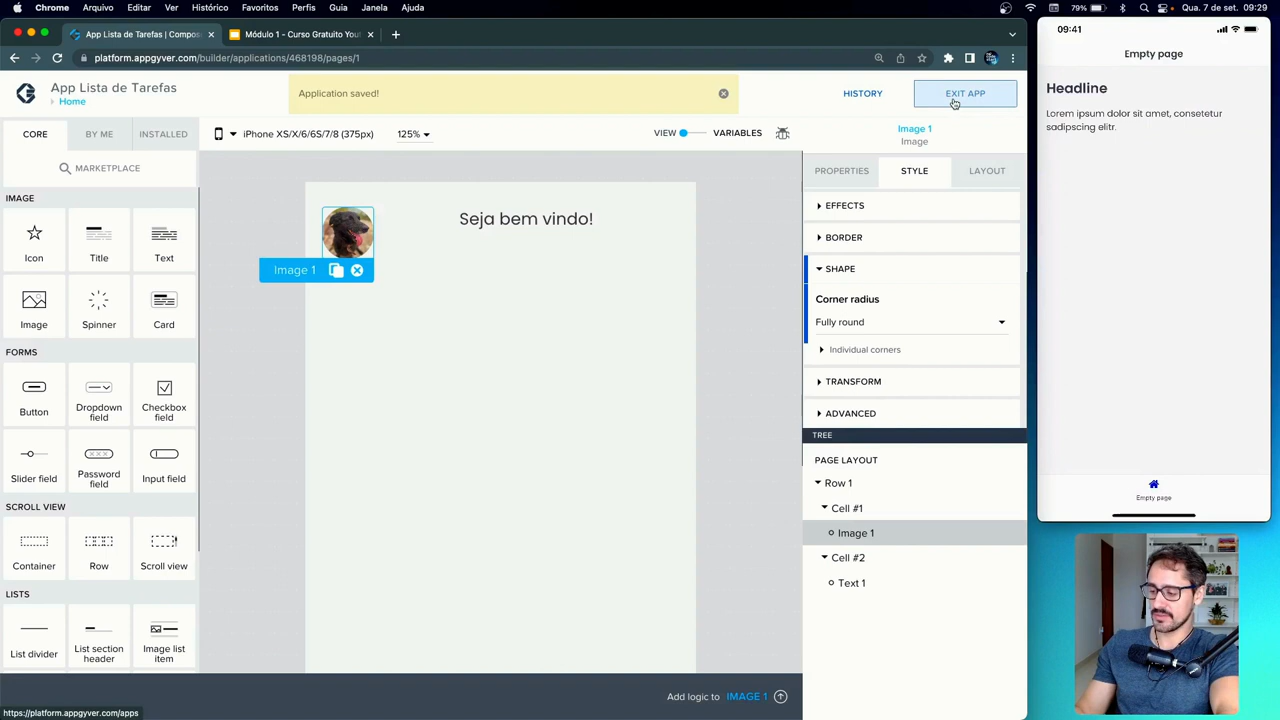 Chrome Arquivo Editar Ver Histórico Favoritos Perfis Guia Janela Ajuda
79% Qua. 7 de set. 09:29
App Lista de Tarefas | Compos
Módulo 1 - Curso Gratuito Yout
platform.appgyver.com/builder/applications/468198/pages/1
App Lista de Tarefas
Home
Application saved!
HISTORY
EXIT APP
CORE
BY ME
INSTALLED
iPhone XS/X/6/6S/7/8 (375px)
125%
VIEW
VARIABLES
MARKETPLACE
IMAGE
Icon
Title
Text
Image
Spinner
Card
FORMS
Button
Dropdown field
Checkbox field
Slider field
Password field
Input field
SCROLL VIEW
Container
Row
Scroll view
LISTS
List divider
List section header
Image list item
https://platform.appgyver.com/apps
Seja bem vindo!
Image 1
Add logic to IMAGE 1
Image 1
Image
PROPERTIES
STYLE
LAYOUT
EFFECTS
BORDER
SHAPE
Corner radius
Fully round
Individual corners
TRANSFORM
ADVANCED
TREE
PAGE LAYOUT
Row 1
Cell #1
Image 1
Cell #2
Text 1
09:41
Empty page
Headline
Lorem ipsum dolor sit amet, consetetur
sadipscing elitr.
Empty page